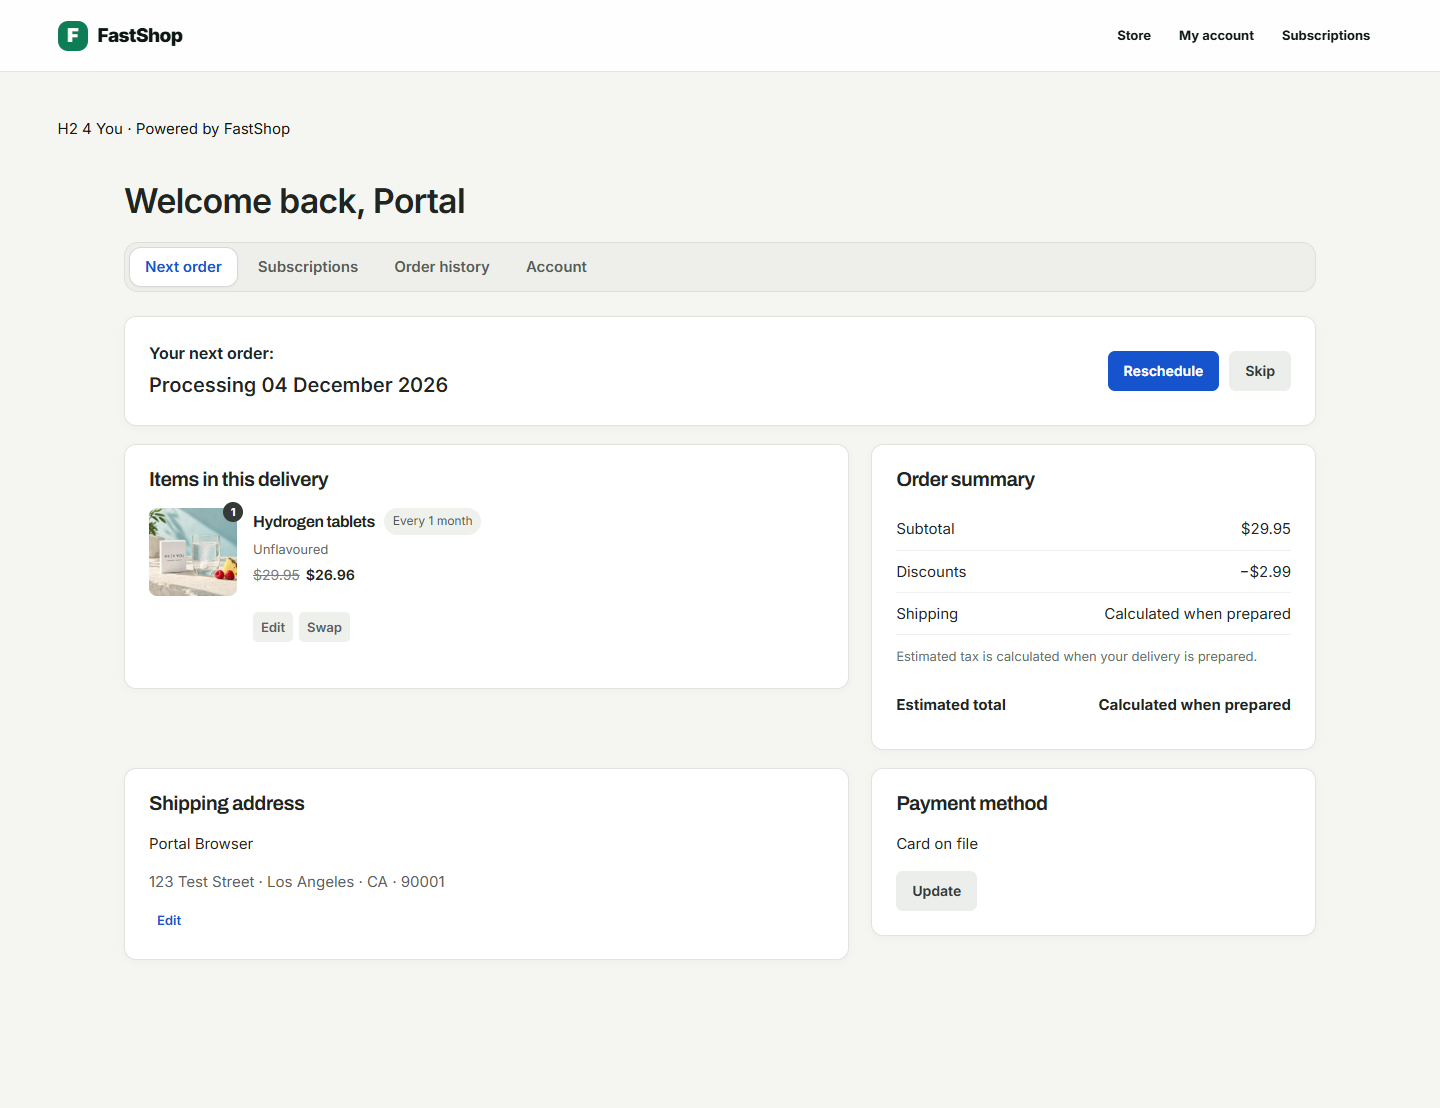 F FastShop
Store My account Subscriptions
H2 4 You · Powered by FastShop
Welcome back, Portal
Next order Subscriptions Order history Account
Your next order:
Processing 04 December 2026
Reschedule Skip
Items in this delivery
1
Hydrogen tablets Every 1 month
Unflavoured
$29.95 $26.96
Edit Swap
Order summary
Subtotal $29.95
Discounts −$2.99
Shipping Calculated when prepared
Estimated tax is calculated when your delivery is prepared.
Estimated total Calculated when prepared
Shipping address
Portal Browser
123 Test Street · Los Angeles · CA · 90001
Edit
Payment method
Card on file
Update